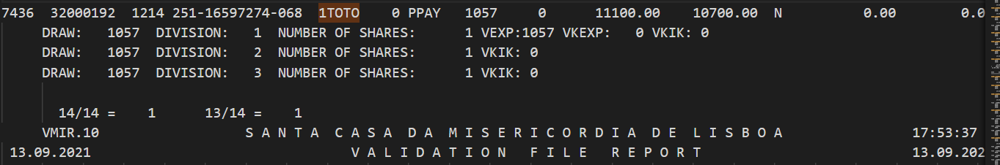 7436  32000192  1214 251-16597274-068  1TOTO    0 PPAY   1057     0      11100.00    10700.00  N          0.00        0.0
DRAW:   1057  DIVISION:   1  NUMBER OF SHARES:      1 VEXP:1057 VKEXP:   0 VKIK: 0
DRAW:   1057  DIVISION:   2  NUMBER OF SHARES:      1 VKIK: 0
DRAW:   1057  DIVISION:   3  NUMBER OF SHARES:      1 VKIK: 0
14/14 =    1      13/14 =    1
VMIR.10                  S A N T A  C A S A  D A  M I S E R I C O R D I A  D E  L I S B O A                17:53:37
13.09.2021                                V A L I D A T I O N   F I L E   R E P O R T                          13.09.202